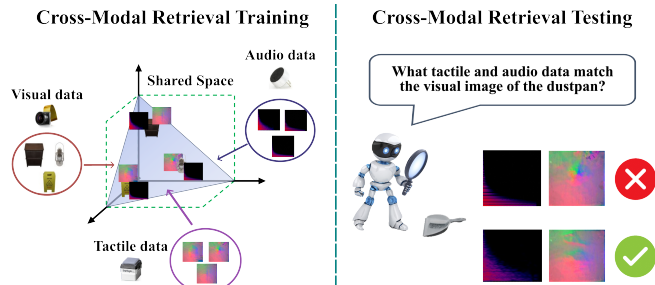 Cross-Modal Retrieval Training
Audio data
Shared Space
Visual data
Tactile data
Cross-Modal Retrieval Testing
What tactile and audio data match
the visual image of the dustpan?